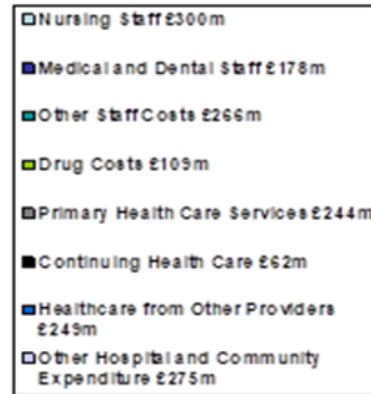 Nursing Staff £300m
Medical and Dental Staff £178m
Other Staff Costs £266m
Drug Costs £109m
Primary Health Care Services £244m
Continuing Health Care £62m
Healthcare from Other Providers
£249m
Other Hospital and Community
Expenditure £275m